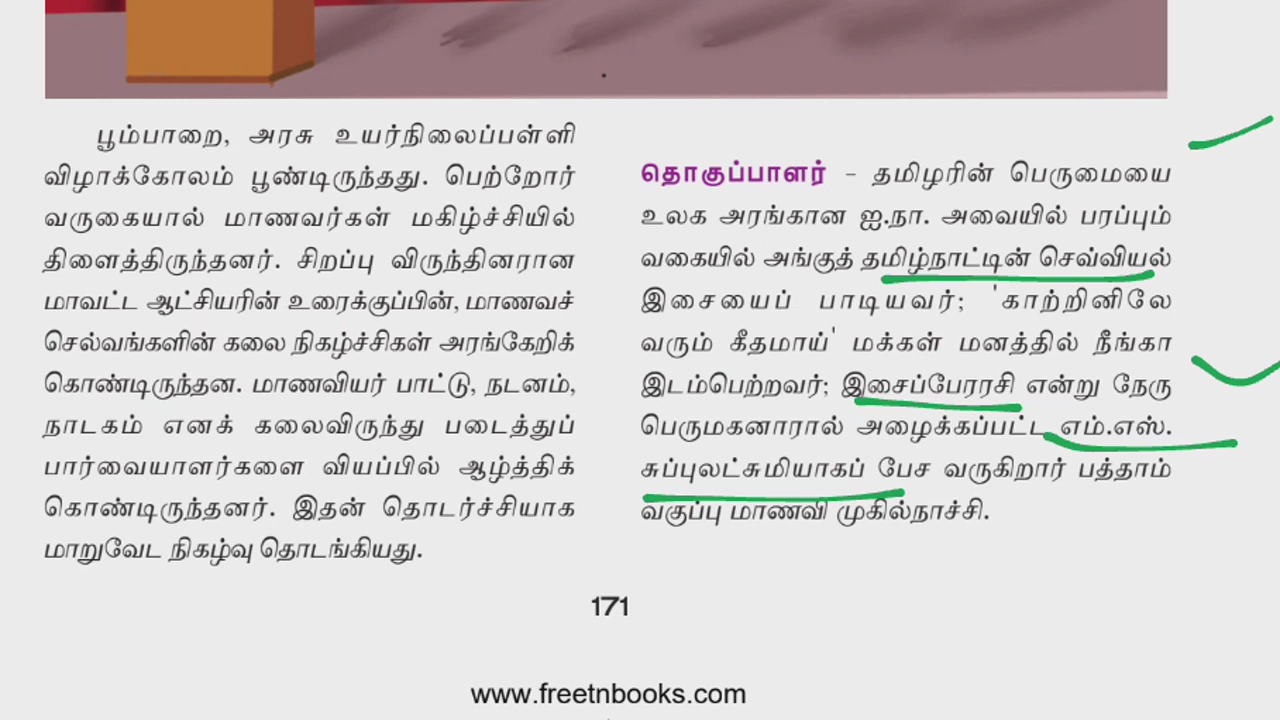 பூம்பாறை, அரசு உயர்நிலைப்பள்ளி
விழாக்கோலம் பூண்டிருந்தது. பெற்றோர்
வருகையால் மாணவர்கள் மகிழ்ச்சியில்
திளைத்திருந்தனர். சிறப்பு விருந்தினரான
மாவட்ட ஆட்சியரின் உரைக்குப்பின், மாணவச்
செல்வங்களின் கலை நிகழ்ச்சிகள் அரங்கேறிக்
கொண்டிருந்தன. மாணவியர் பாட்டு, நடனம்,
நாடகம் எனக் கலைவிருந்து படைத்துப்
பார்வையாளர்களை வியப்பில் ஆழ்த்திக்
கொண்டிருந்தனர். இதன் தொடர்ச்சியாக
மாறுவேட நிகழ்வு தொடங்கியது.
தொகுப்பாளர் – தமிழரின் பெருமையை
உலக அரங்கான ஐ.நா. அவையில் பரப்பும்
வகையில் அங்குத் தமிழ்நாட்டின் செவ்வியல்
இசையைப் பாடியவர்; 'காற்றினிலே
வரும் கீதமாய்' மக்கள் மனத்தில் நீங்கா
இடம்பெற்றவர்; இசைப்பேரரசி என்று நேரு
பெருமகனாரால் அழைக்கப்பட்ட எம்.எஸ்.
சுப்புலட்சுமியாகப் பேச வருகிறார் பத்தாம்
வகுப்பு மாணவி முகில்நாச்சி.
171
www.freetnbooks.com